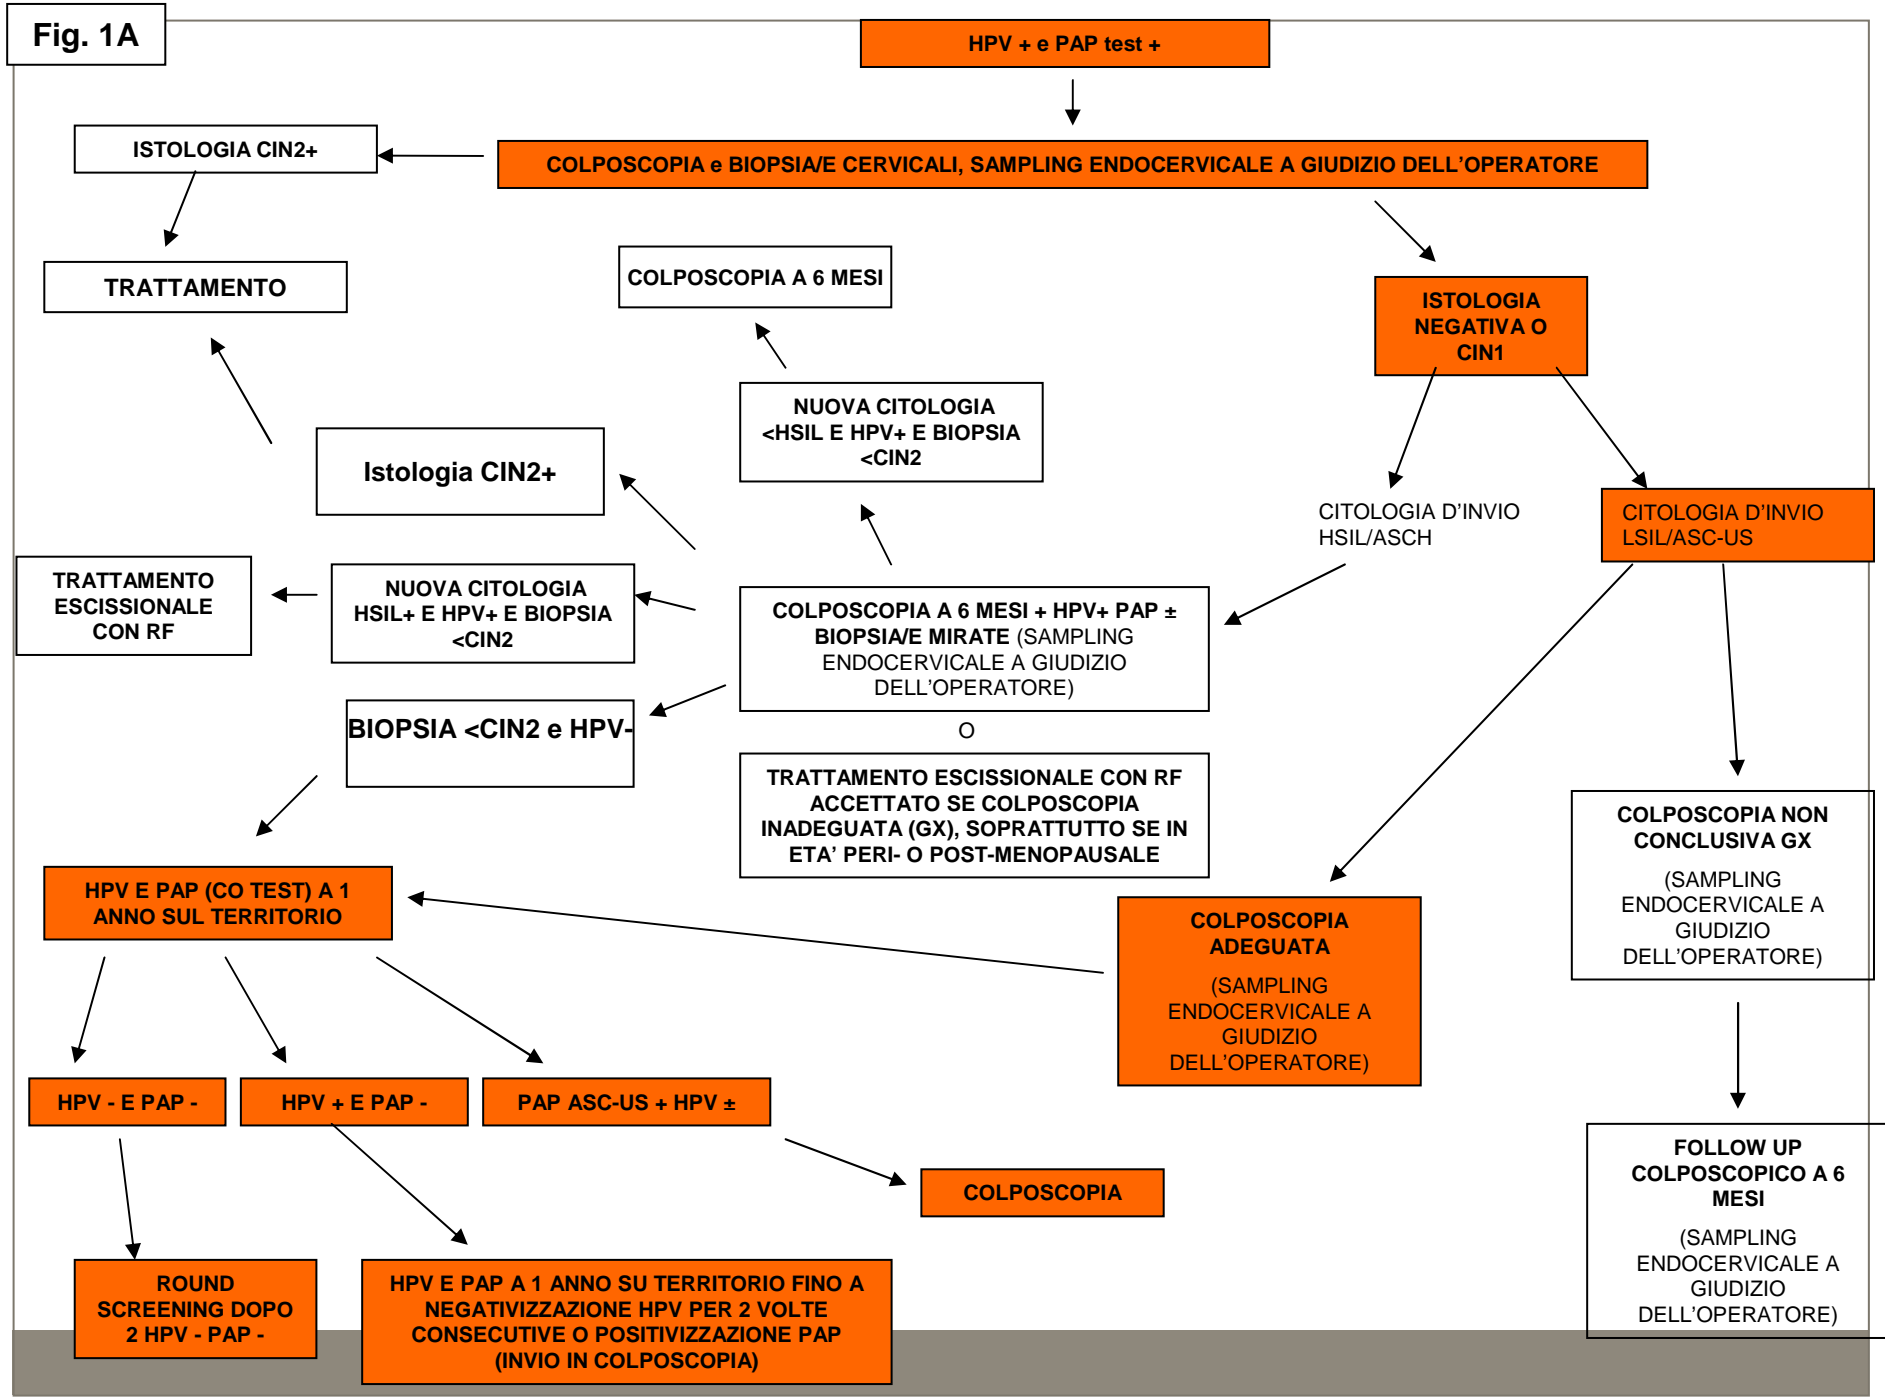 Fig. 1A
HPV + e PAP test +
ISTOLOGIA CIN2+
COLPOSCOPIA e BIOPSIA/E CERVICALI, SAMPLING ENDOCERVICALE A GIUDIZIO DELL'OPERATORE
TRATTAMENTO
COLPOSCOPIA A 6 MESI
ISTOLOGIA
NEGATIVA O
CIN1
NUOVA CITOLOGIA
<HSIL E HPV+ E BIOPSIA
<CIN2
Istologia CIN2+
CITOLOGIA D'INVIO
HSIL/ASCH
CITOLOGIA D'INVIO
LSIL/ASC-US
TRATTAMENTO
ESCISSIONALE
CON RF
NUOVA CITOLOGIA
HSIL+ E HPV+ E BIOPSIA
<CIN2
COLPOSCOPIA A 6 MESI + HPV+ PAP ±
BIOPSIA/E MIRATE (SAMPLING
ENDOCERVICALE A GIUDIZIO
DELL'OPERATORE)
BIOPSIA <CIN2 e HPV-
O
TRATTAMENTO ESCISSIONALE CON RF
ACCETTATO SE COLPOSCOPIA
INADEGUATA (GX), SOPRATTUTTO SE IN
ETA' PERI- O POST-MENOPAUSALE
COLPOSCOPIA NON
CONCLUSIVA GX
(SAMPLING
ENDOCERVICALE A
GIUDIZIO
DELL'OPERATORE)
HPV E PAP (CO TEST) A 1
ANNO SUL TERRITORIO
COLPOSCOPIA
ADEGUATA
(SAMPLING
ENDOCERVICALE A
GIUDIZIO
DELL'OPERATORE)
HPV - E PAP -
HPV + E PAP -
PAP ASC-US + HPV ±
COLPOSCOPIA
FOLLOW UP
COLPOSCOPICO A 6
MESI
(SAMPLING
ENDOCERVICALE A
GIUDIZIO
DELL'OPERATORE)
ROUND
SCREENING DOPO
2 HPV - PAP -
HPV E PAP A 1 ANNO SU TERRITORIO FINO A
NEGATIVIZZAZIONE HPV PER 2 VOLTE
CONSECUTIVE O POSITIVIZZAZIONE PAP
(INVIO IN COLPOSCOPIA)